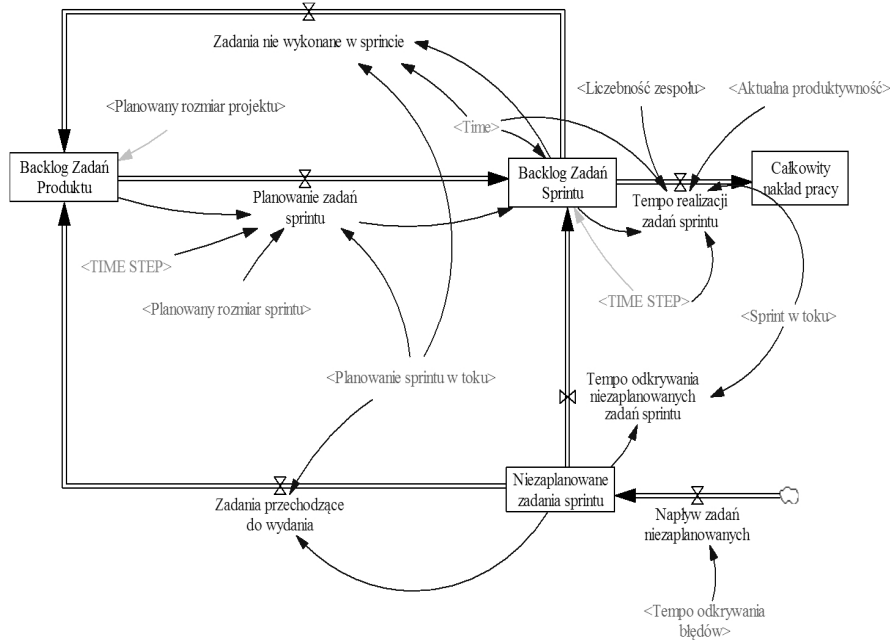 Zadania nie wykonane w sprincie
<Liczebność zespołu>
<Aktualna produktywność>
<Planowany rozmiar projektu>
<Time>
Backlog Zadań
Produktu
Backlog Zadań
Sprintu
Całkowity
nakład pracy
Planowanie zadań
sprintu
Tempo realizacji
zadań sprintu
<TIME STEP>
<Planowany rozmiar sprintu>
<TIME STEP>
<Sprint w toku>
<Planowanie sprintu w toku>
Tempo odkrywania
niezaplanowanych
zadań sprintu
Niezaplanowane
zadania sprintu
Zadania przechodzące
do wydania
Napływ zadań
niezaplanowanych
<Tempo odkrywania
błędów>